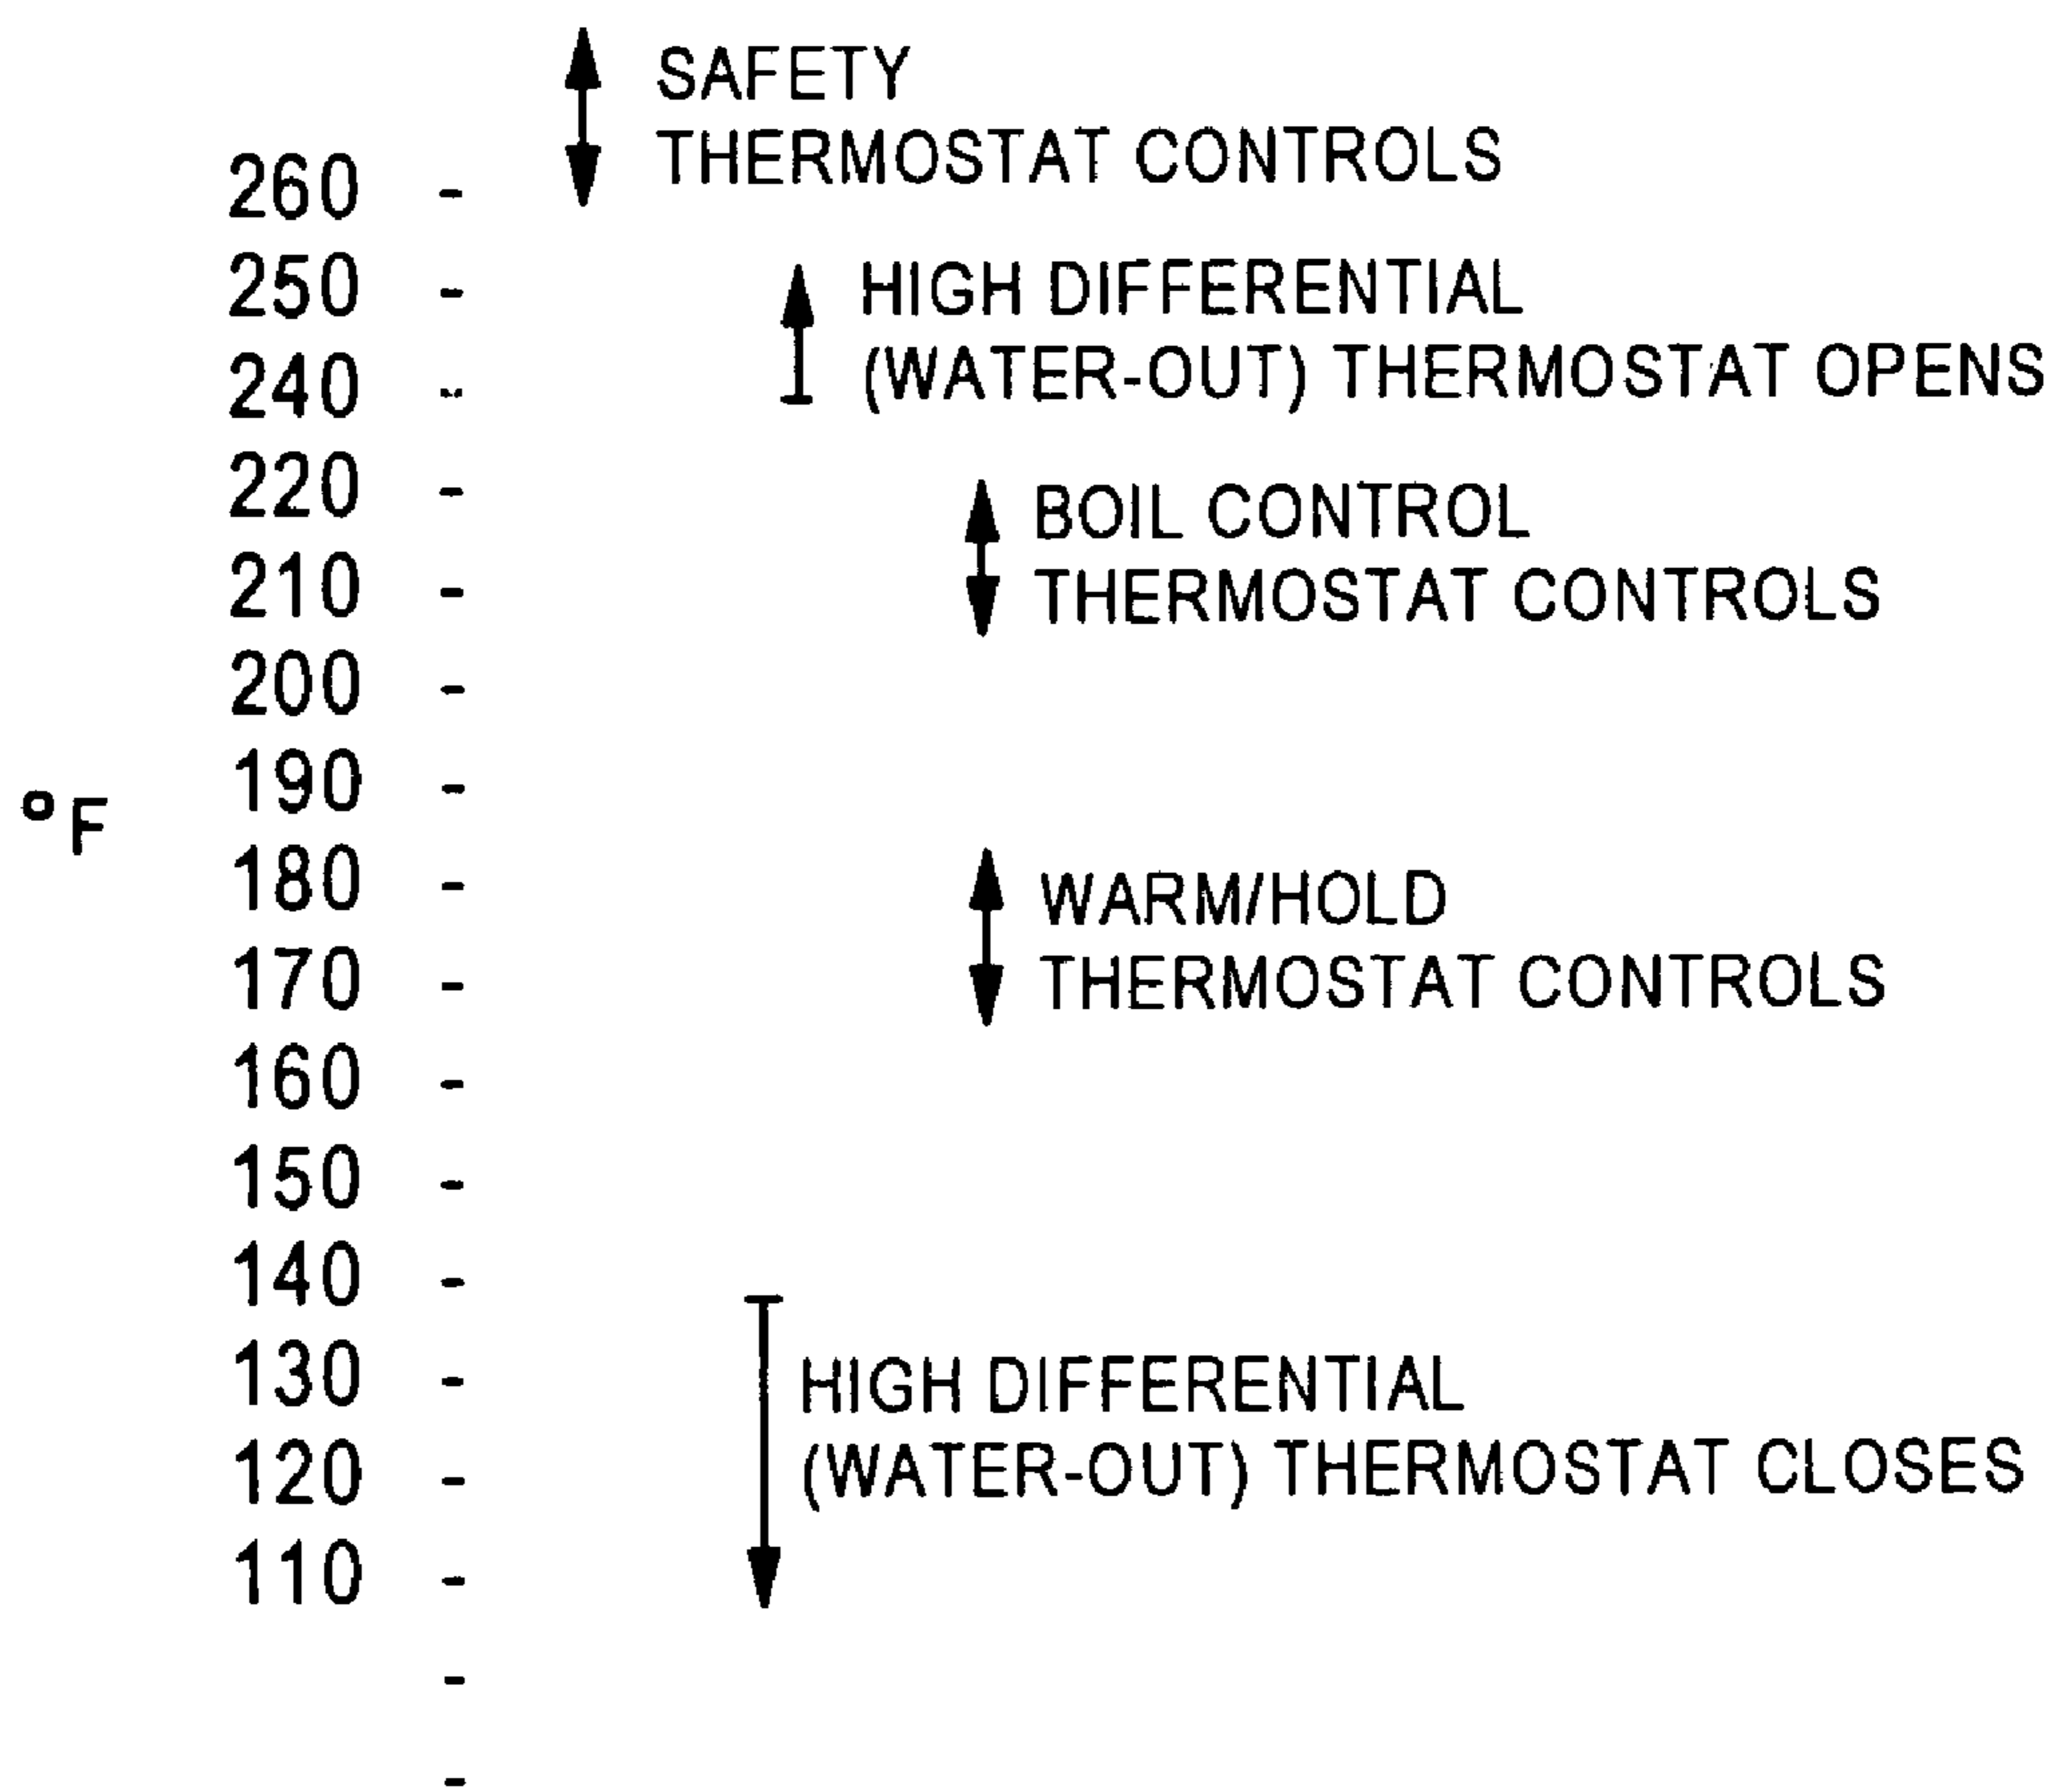 SAFETY
THERMOSTAT CONTROLS
260 -
250 -
HIGH DIFFERENTIAL
(WATER-OUT) THERMOSTAT OPENS
240 -
220 -
BOIL CONTROL
THERMOSTAT CONTROLS
210 -
200 -
190 -
°F
180 -
WARM/HOLD
THERMOSTAT CONTROLS
170 -
160 -
150 -
140 -
130 -
HIGH DIFFERENTIAL
(WATER-OUT) THERMOSTAT CLOSES
120 -
110 -
-
-